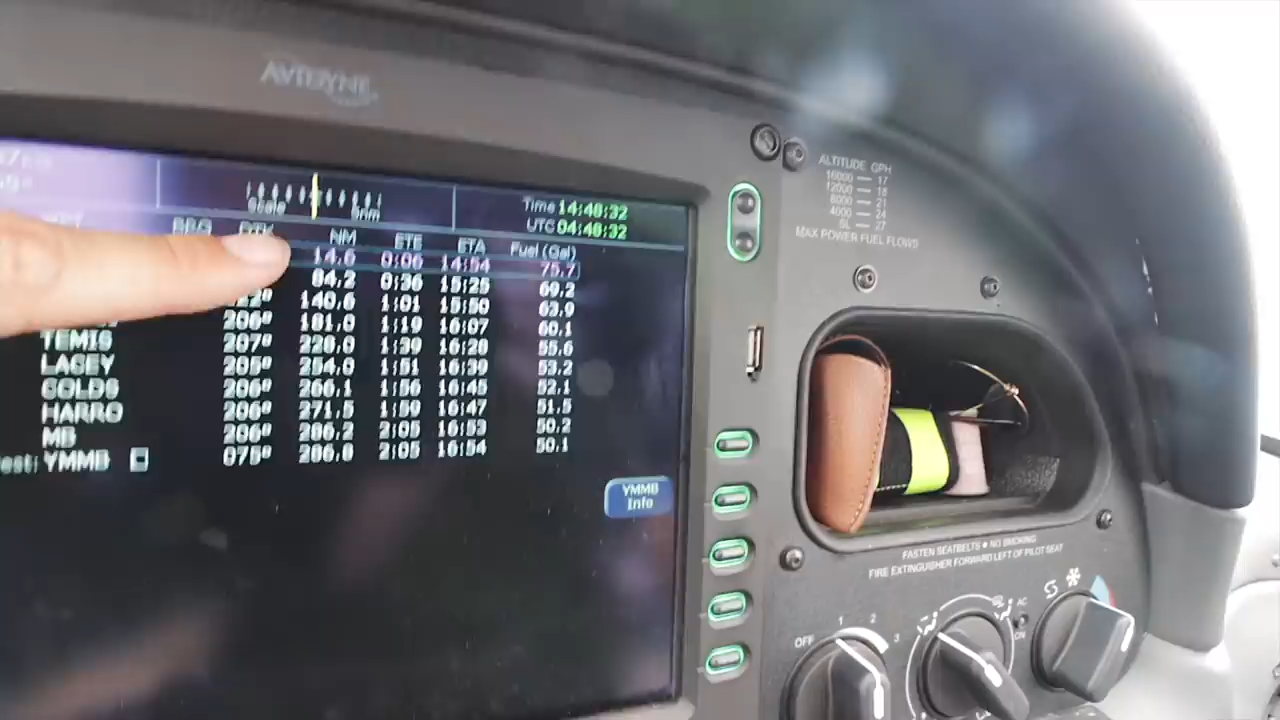 AVIDYNE
Time 14:48:32
UTC 04:48:32
Scale 5nm
BRG DTK NM ETE ETA Fuel (Gal)
14.6 0:06 14:54 75.7
84.2 0:36 15:25 69.2
140.6 1:01 15:50 63.9
206° 181.0 1:19 16:07 60.1
TEMIS 207° 228.0 1:39 16:28 55.6
LACEY 205° 254.0 1:51 16:39 53.2
GOLDS 206° 266.1 1:56 16:45 52.1
HARRO 206° 271.5 1:59 16:47 51.5
MB 206° 286.2 2:05 16:53 50.2
YMMB 075° 286.8 2:05 16:54 50.1
YMMB
Info
ALTITUDE GPH
16000 — 17
12000 — 18
8000 — 21
4000 — 24
SL — 27
MAX POWER FUEL FLOWS
FASTEN SEATBELTS • NO SMOKING
FIRE EXTINGUISHER FORWARD LEFT OF PILOT SEAT
OFF 1 2 3
AC
ON